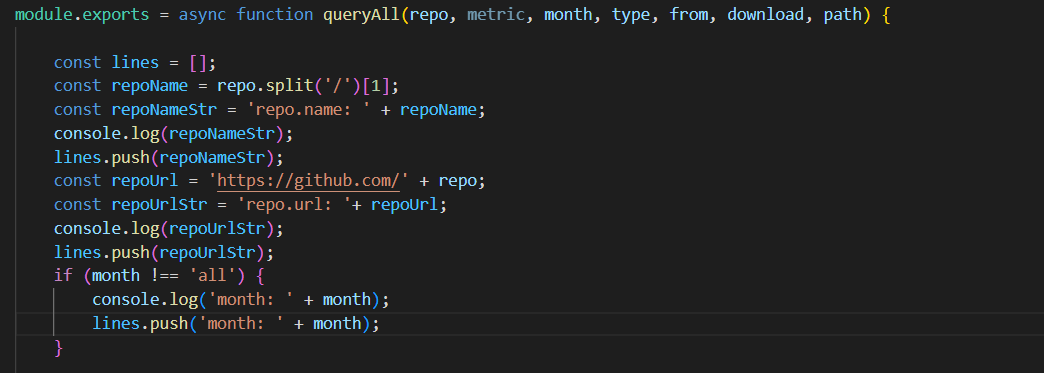 module.exports = async function queryAll(repo, metric, month, type, from, download, path) {
    const lines = [];
    const repoName = repo.split('/')[1];
    const repoNameStr = 'repo.name: ' + repoName;
    console.log(repoNameStr);
    lines.push(repoNameStr);
    const repoUrl = 'https://github.com/' + repo;
    const repoUrlStr = 'repo.url: '+ repoUrl;
    console.log(repoUrlStr);
    lines.push(repoUrlStr);
    if (month !== 'all') {
        console.log('month: ' + month);
        lines.push('month: ' + month);
    }